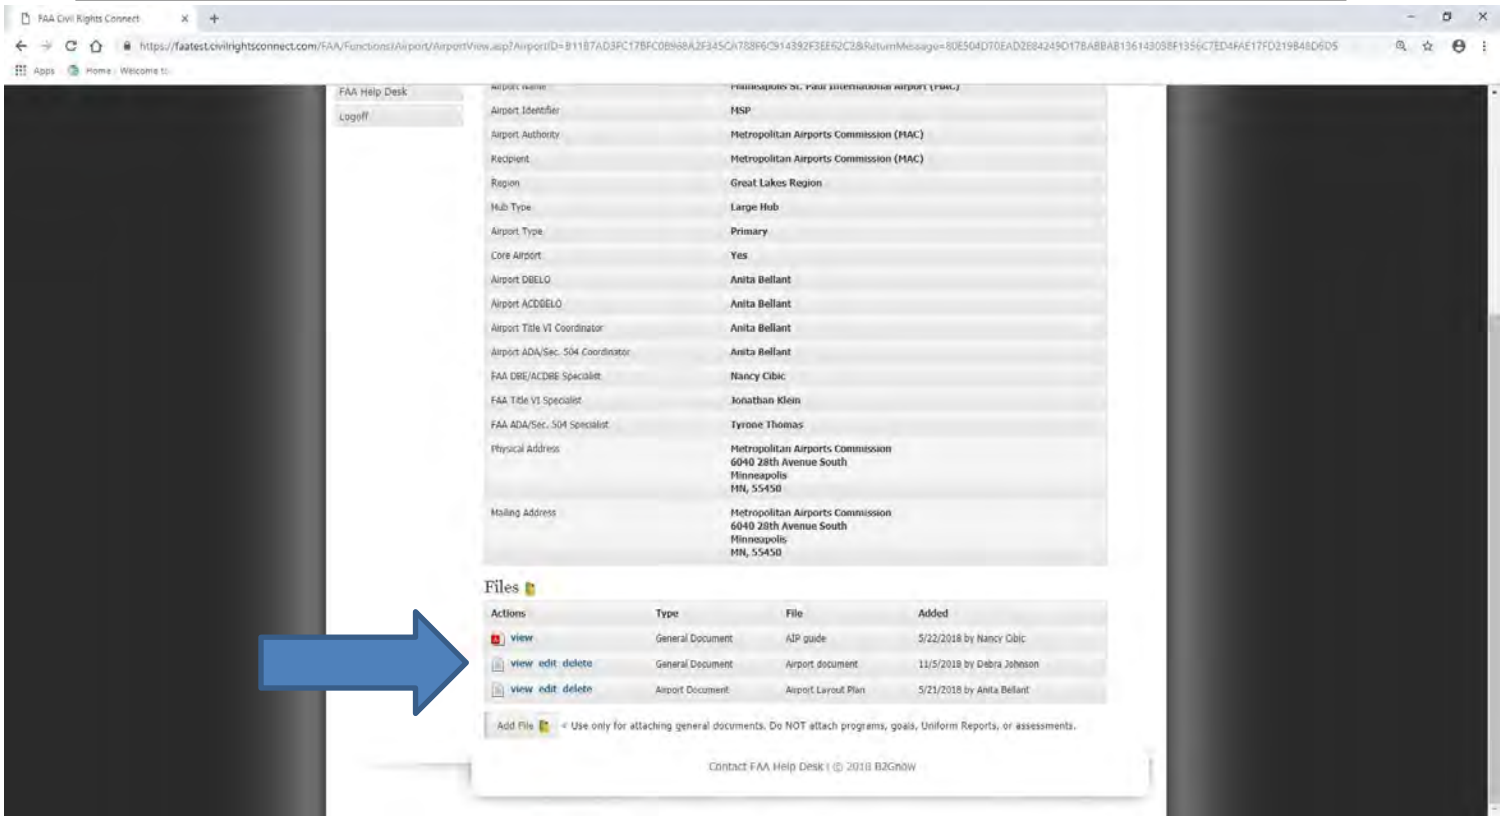 FAA Civil Rights Connect
https://faatest.civilrightsconnect.com/FAA/Functions/Airport/AirportView.asp?
Apps Home - Welcome t
FAA Help Desk
Logoff
Airport Name Minneapolis St. Paul International Airport (MAC)
Airport Identifier MSP
Airport Authority Metropolitan Airports Commission (MAC)
Recipient Metropolitan Airports Commission (MAC)
Region Great Lakes Region
Hub Type Large Hub
Airport Type Primary
Core Airport Yes
Airport DBELO Anita Bellant
Airport ACDBELO Anita Bellant
Airport Title VI Coordinator Anita Bellant
Airport ADA/Sec. 504 Coordinator Anita Bellant
FAA DBE/ACDBE Specialist Nancy Cibic
FAA Title VI Specialist Jonathan Klein
FAA ADA/Sec. 504 Specialist Tyrone Thomas
Physical Address Metropolitan Airports Commission
6040 28th Avenue South
Minneapolis
MN, 55450
Mailing Address Metropolitan Airports Commission
6040 28th Avenue South
Minneapolis
MN, 55450
Files
Actions Type File Added
view General Document AIP guide 5/22/2018 by Nancy Cibic
view edit delete General Document Airport document 11/5/2018 by Debra Johnson
view edit delete Airport Document Airport Layout Plan 5/21/2018 by Anita Bellant
Add File < Use only for attaching general documents. Do NOT attach programs, goals, Uniform Reports, or assessments.
Contact FAA Help Desk | © 2018 B2Gnow